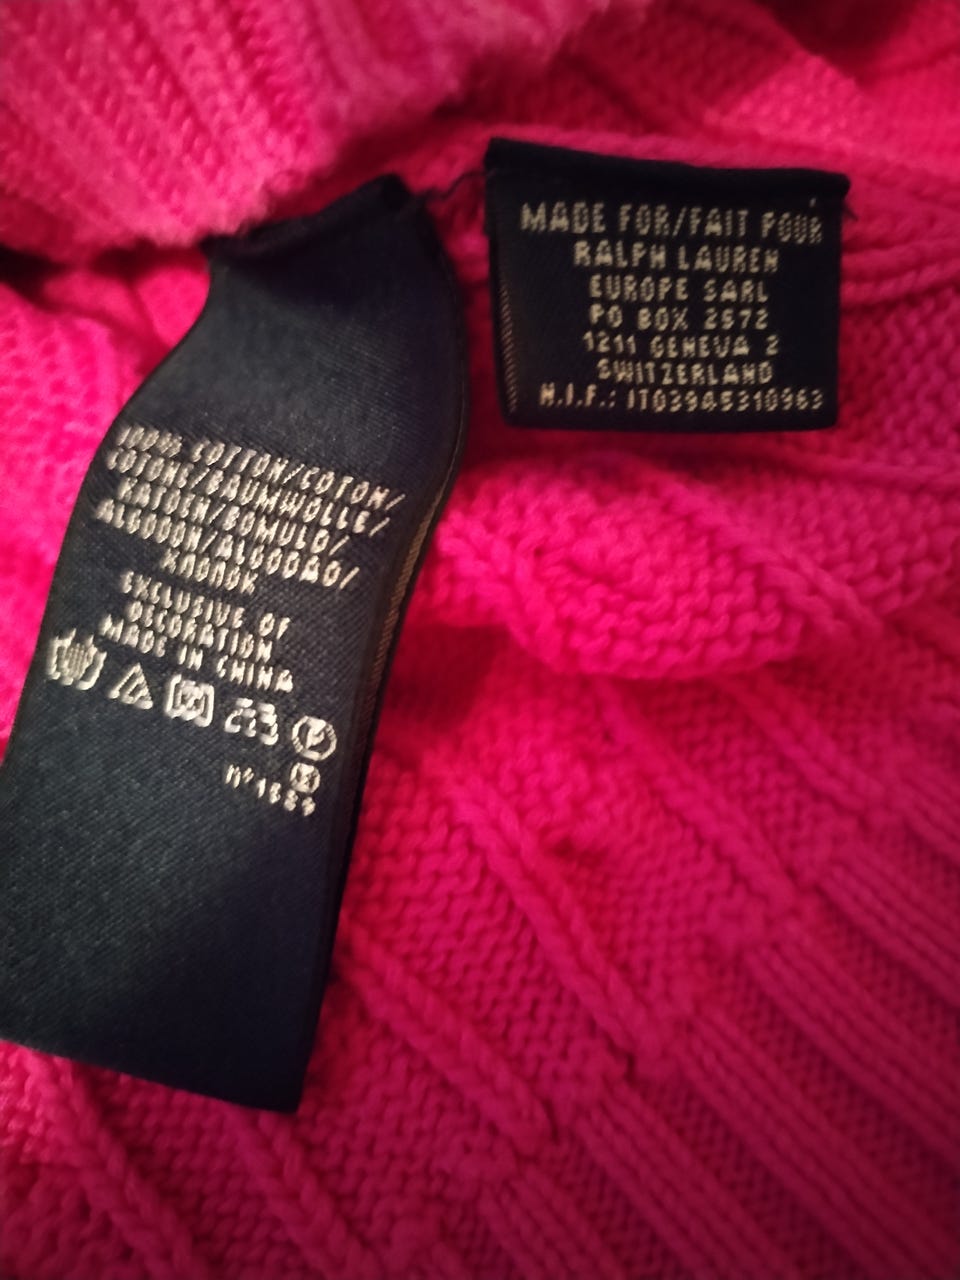 100% COTTON/COTON/
COTONE/BAUMWOLLE/
KATOEN/BOMULD/
ALGODON/ALGODÃO/
ΧΛΟΠΟΚ
EXCLUSIVE OF
DECORATION
MADE IN CHINA
P
MADE FOR/FAIT POUR
RALPH LAUREN
EUROPE SARL
PO BOX 2572
1211 GENEVA 2
SWITZERLAND
N.I.F.: IT03945310963